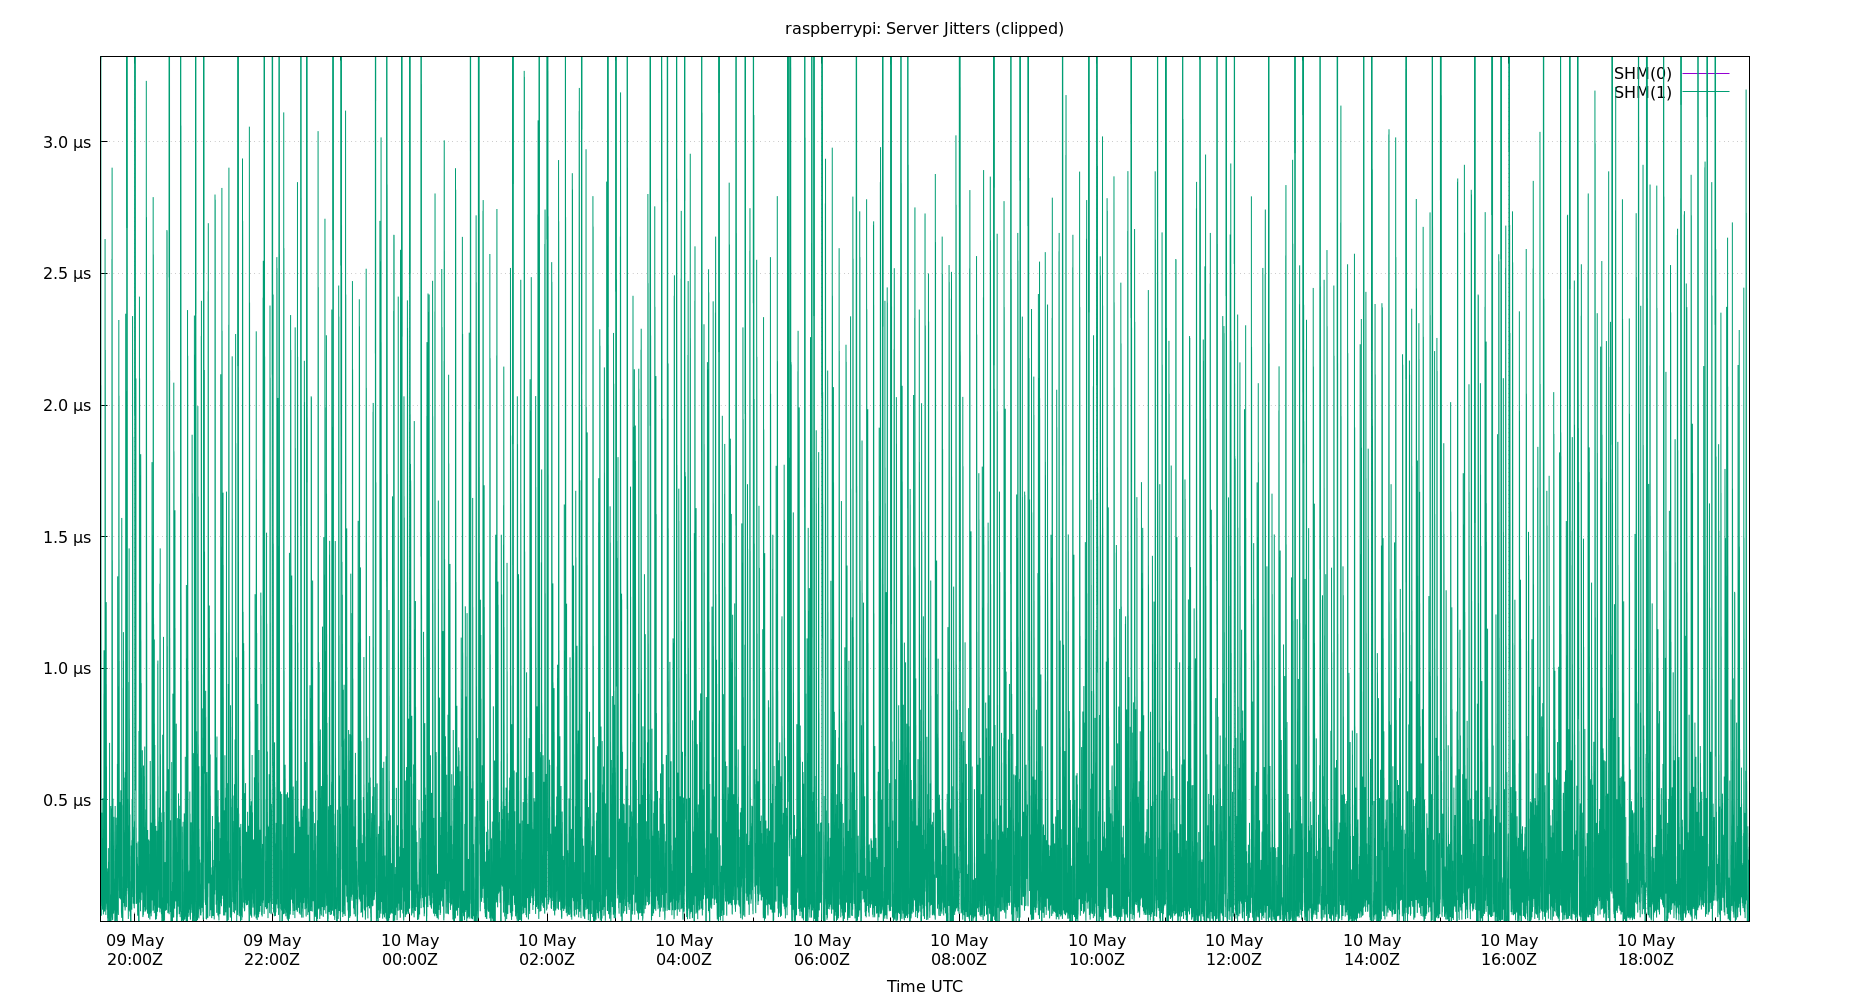 raspberrypi: Server Jitters (clipped)
SHM(0)
SHM(1)
3.0 µs
2.5 µs
2.0 µs
1.5 µs
1.0 µs
0.5 µs
09 May 09 May 10 May 10 May 10 May 10 May 10 May 10 May 10 May 10 May 10 May 10 May
20:00Z 22:00Z 00:00Z 02:00Z 04:00Z 06:00Z 08:00Z 10:00Z 12:00Z 14:00Z 16:00Z 18:00Z
Time UTC